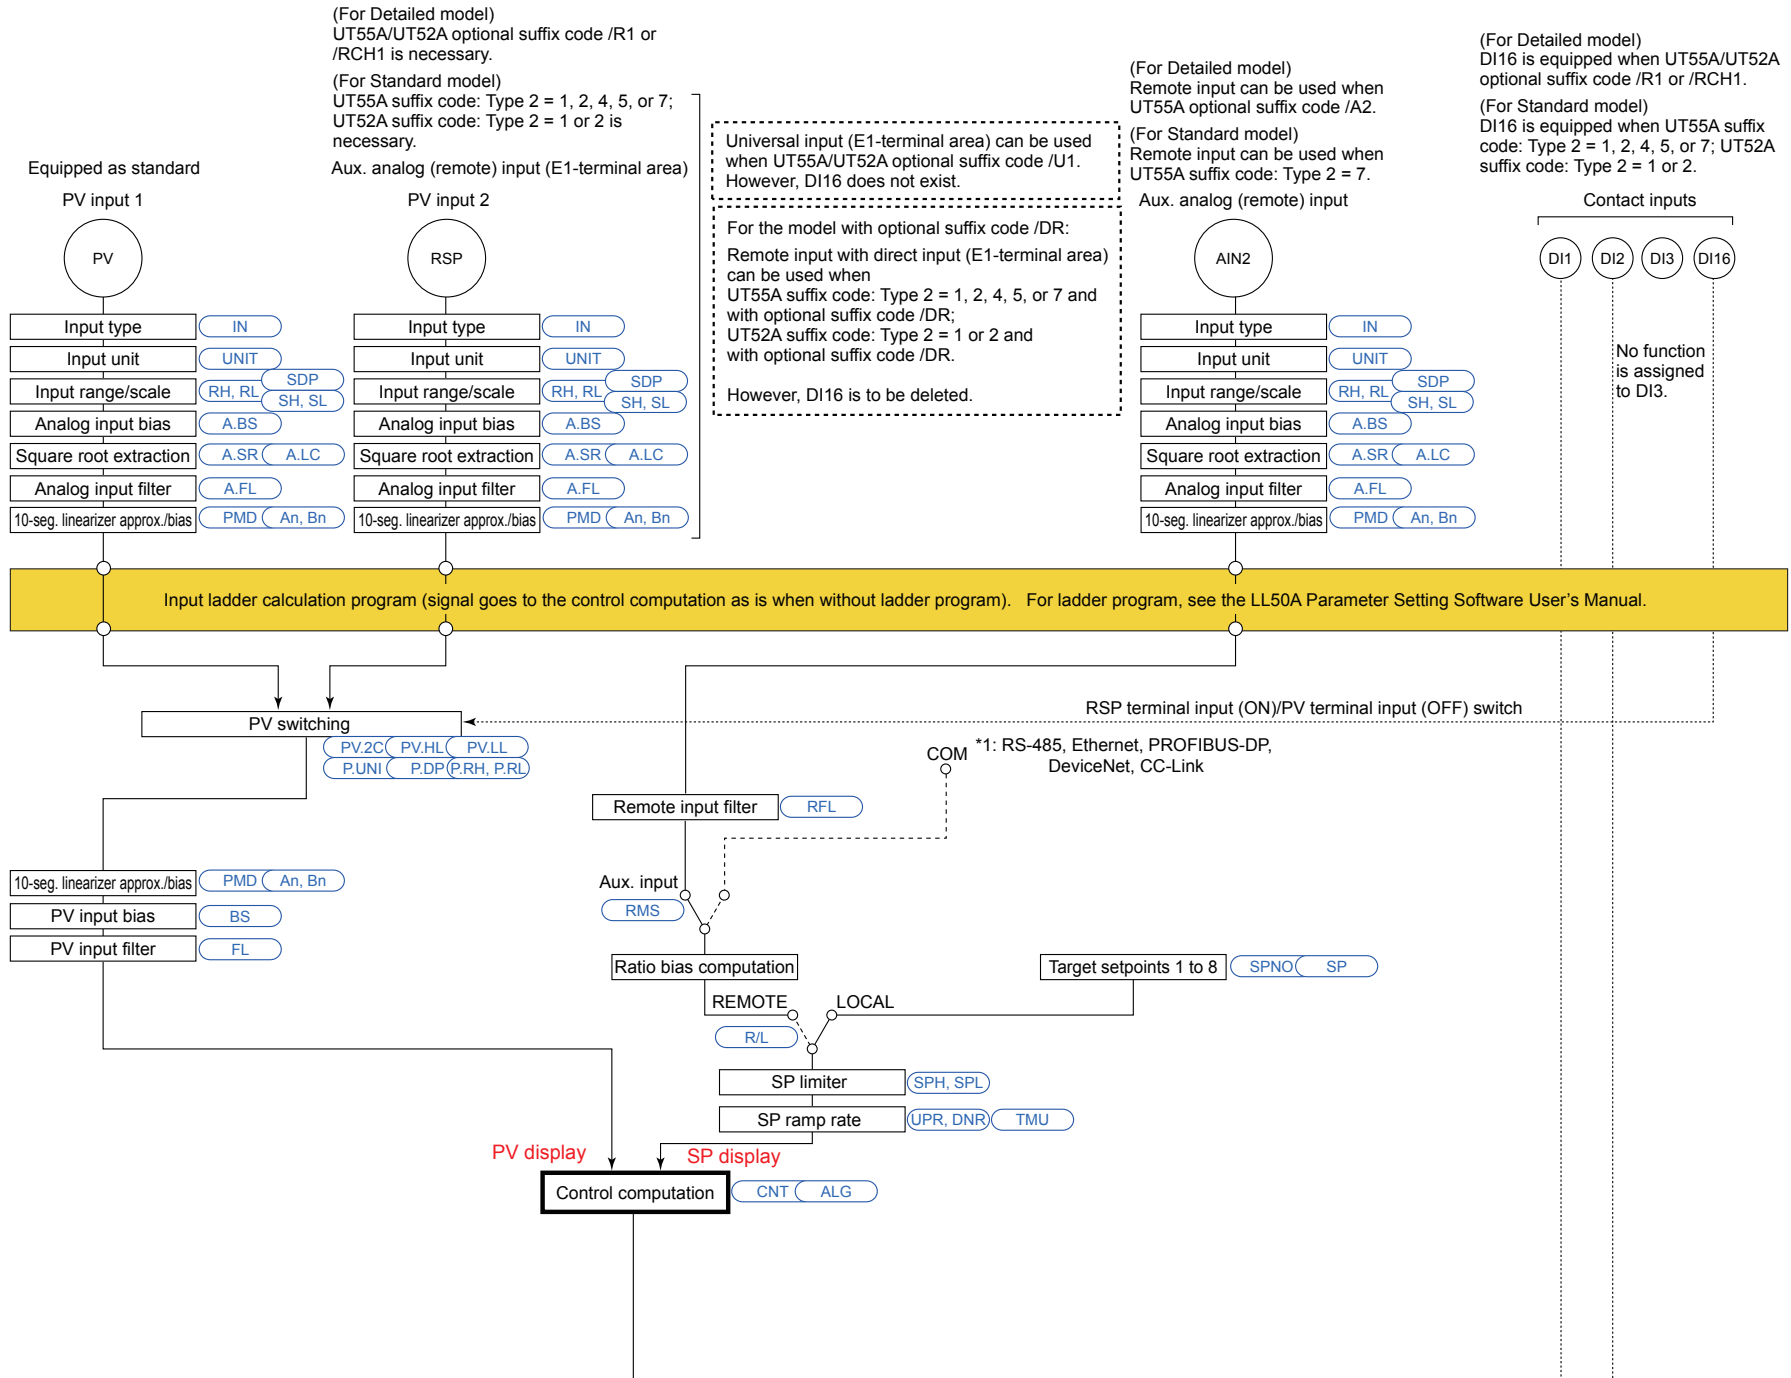 (For Detailed model)
UT55A/UT52A optional suffix code /R1 or
/RCH1 is necessary.
(For Standard model)
UT55A suffix code: Type 2 = 1, 2, 4, 5, or 7;
UT52A suffix code: Type 2 = 1 or 2 is
necessary.
Equipped as standard
Aux. analog (remote) input (E1-terminal area)
PV input 1
PV input 2
Universal input (E1-terminal area) can be used
when UT55A/UT52A optional suffix code /U1.
However, DI16 does not exist.
For the model with optional suffix code /DR:
Remote input with direct input (E1-terminal area)
can be used when
UT55A suffix code: Type 2 = 1, 2, 4, 5, or 7 and
with optional suffix code /DR;
UT52A suffix code: Type 2 = 1 or 2 and
with optional suffix code /DR.
However, DI16 is to be deleted.
(For Detailed model)
Remote input can be used when
UT55A optional suffix code /A2.
(For Standard model)
Remote input can be used when
UT55A suffix code: Type 2 = 7.
Aux. analog (remote) input
(For Detailed model)
DI16 is equipped when UT55A/UT52A
optional suffix code /R1 or /RCH1.
(For Standard model)
DI16 is equipped when UT55A suffix
code: Type 2 = 1, 2, 4, 5, or 7; UT52A
suffix code: Type 2 = 1 or 2.
Contact inputs
PV
RSP
AIN2
DI1
DI2
DI3
DI16
No function
is assigned
to DI3.
Input type IN
Input unit UNIT
Input range/scale RH, RL SDP SH, SL
Analog input bias A.BS
Square root extraction A.SR A.LC
Analog input filter A.FL
10-seg. linearizer approx./bias PMD An, Bn
Input type IN
Input unit UNIT
Input range/scale RH, RL SDP SH, SL
Analog input bias A.BS
Square root extraction A.SR A.LC
Analog input filter A.FL
10-seg. linearizer approx./bias PMD An, Bn
Input type IN
Input unit UNIT
Input range/scale RH, RL SDP SH, SL
Analog input bias A.BS
Square root extraction A.SR A.LC
Analog input filter A.FL
10-seg. linearizer approx./bias PMD An, Bn
Input ladder calculation program (signal goes to the control computation as is when without ladder program). For ladder program, see the LL50A Parameter Setting Software User's Manual.
RSP terminal input (ON)/PV terminal input (OFF) switch
PV switching
PV.2C PV.HL PV.LL
P.UNI P.DP P.RH, P.RL
COM
*1: RS-485, Ethernet, PROFIBUS-DP,
DeviceNet, CC-Link
Remote input filter RFL
10-seg. linearizer approx./bias PMD An, Bn
PV input bias BS
PV input filter FL
Aux. input
RMS
Ratio bias computation
Target setpoints 1 to 8 SPNO SP
REMOTE
LOCAL
R/L
SP limiter SPH, SPL
SP ramp rate UPR, DNR TMU
PV display
SP display
Control computation CNT ALG